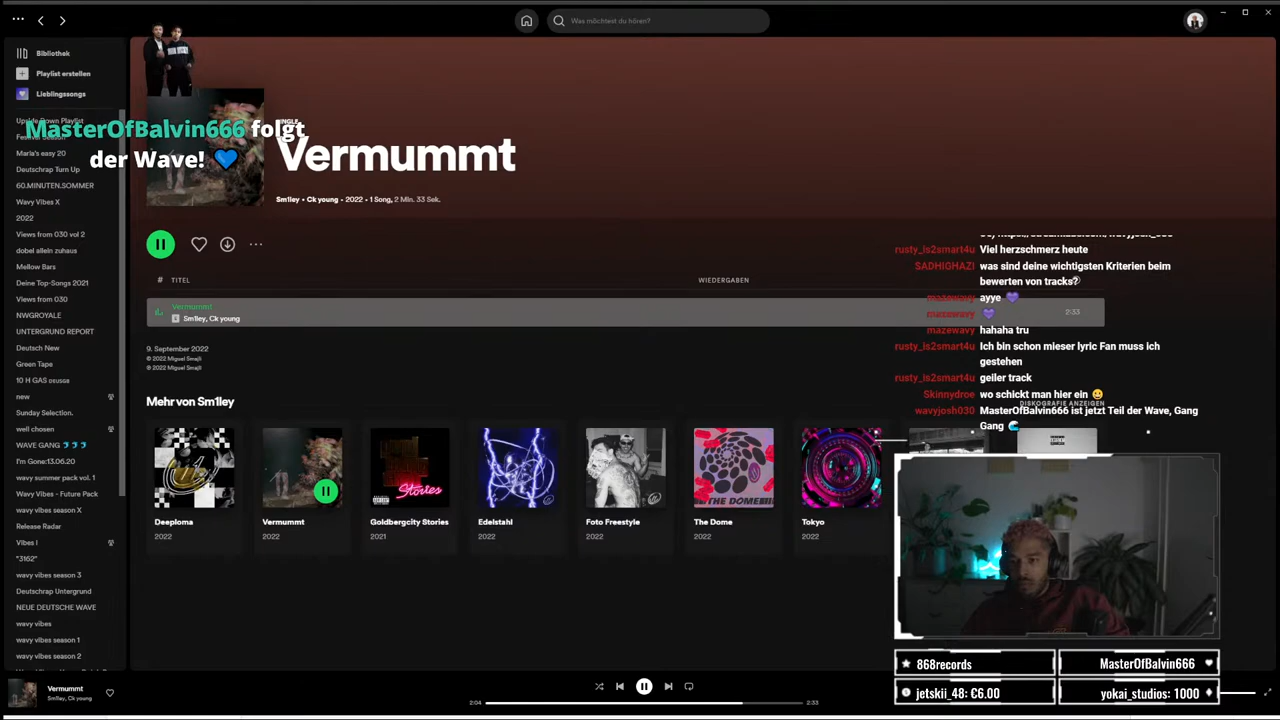 Was möchtest du hören?
Bibliothek
Playlist erstellen
Lieblingssongs
Maria's easy 20
Deutschrap Turn Up
60.MINUTEN.SOMMER
Wavy Vibes X
2022
Views from 030 vol 2
dobel allein zuhaus
Mellow Bars
Deine Top-Songs 2021
Views from 030
NWGROYALE
UNTERGRUND REPORT
Deutsch New
Green Tape
10 H GAS
new
Sunday Selection.
well chosen
WAVE GANG
I'm Gone:13.06.20
wavy summer pack vol. 1
Wavy Vibes - Future Pack
wavy vibes season X
Release Radar
Vibes I
"3162"
wavy vibes season 3
Deutschrap Untergrund
NEUE DEUTSCHE WAVE
wavy vibes
wavy vibes season 1
wavy vibes season 2
MasterOfBalvin666 folgt
der Wave! 💙
Vermummt
Sm1ley • Ck young • 2022 • 1 Song, 2 Min. 33 Sek.
# TITEL WIEDERGABEN
Vermummt
E Sm1ley, Ck young 2:33
9. September 2022
© 2022 Miguel Smajli
℗ 2022 Miguel Smajli
Mehr von Sm1ley
DISKOGRAFIE ANZEIGEN
Deeploma
2022
Vermummt
2022
Goldbergcity Stories
2021
Edelstahl
2022
Foto Freestyle
2022
The Dome
2022
Tokyo
2022
Stories
THE DOME
rusty_is2smart4u Viel herzschmerz heute
SADHIGHAZI was sind deine wichtigsten Kriterien beim
bewerten von tracks?
mazewavy ayye 💜
mazewavy 💜
mazewavy hahaha tru
rusty_is2smart4u Ich bin schon mieser lyric Fan muss ich
gestehen
rusty_is2smart4u geiler track
Skinnydroe wo schickt man hier ein
wavyjosh030 MasterOfBalvin666 ist jetzt Teil der Wave, Gang
Gang 🌊
868records
MasterOfBalvin666
jetskii_48: €6.00
yokai_studios: 1000
Vermummt
Sm1ley, Ck young
2:04
2:33